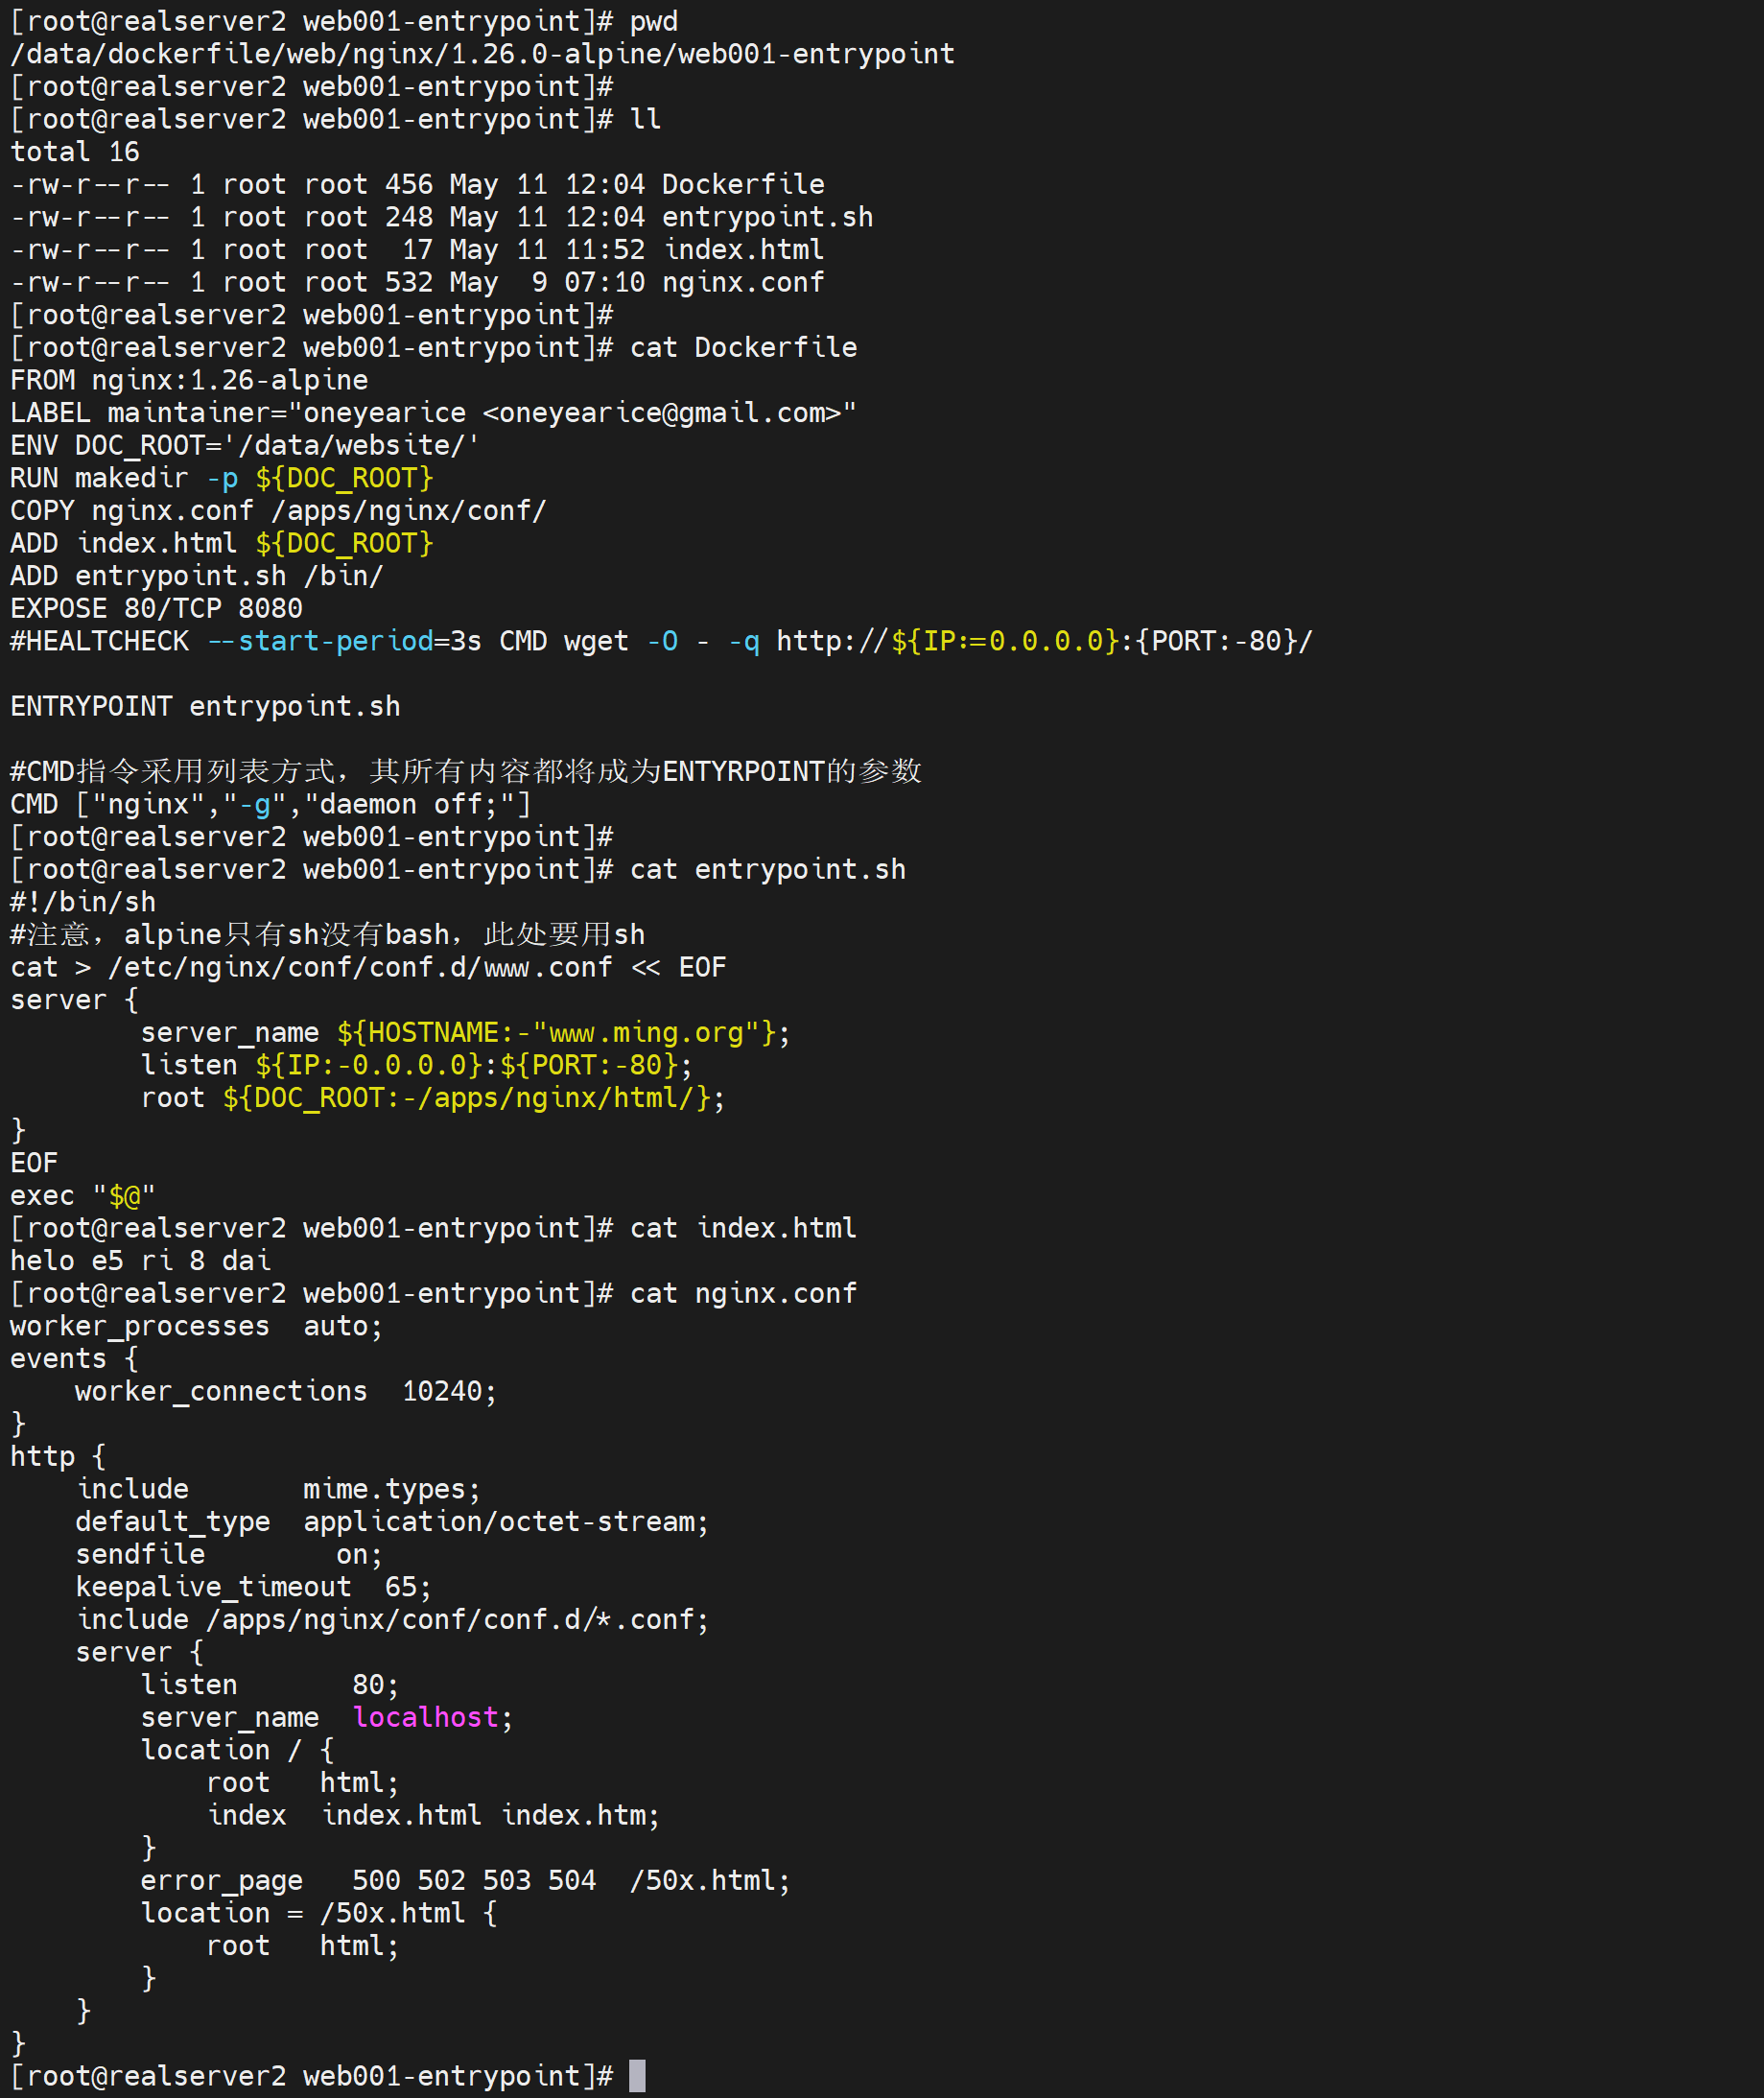 [root@realserver2 web001-entrypoint]# pwd
/data/dockerfile/web/nginx/1.26.0-alpine/web001-entrypoint
[root@realserver2 web001-entrypoint]#
[root@realserver2 web001-entrypoint]# ll
total 16
-rw-r--r-- 1 root root 456 May 11 12:04 Dockerfile
-rw-r--r-- 1 root root 248 May 11 12:04 entrypoint.sh
-rw-r--r-- 1 root root  17 May 11 11:52 index.html
-rw-r--r-- 1 root root 532 May  9 07:10 nginx.conf
[root@realserver2 web001-entrypoint]#
[root@realserver2 web001-entrypoint]# cat Dockerfile
FROM nginx:1.26-alpine
LABEL maintainer="oneyearice <oneyearice@gmail.com>"
ENV DOC_ROOT='/data/website/'
RUN makedir -p ${DOC_ROOT}
COPY nginx.conf /apps/nginx/conf/
ADD index.html ${DOC_ROOT}
ADD entrypoint.sh /bin/
EXPOSE 80/TCP 8080
#HEALTCHECK --start-period=3s CMD wget -O - -q http://${IP:=0.0.0.0}:{PORT:-80}/

ENTRYPOINT entrypoint.sh

#CMD指令采用列表方式，其所有内容都将成为ENTYRPOINT的参数
CMD ["nginx","-g","daemon off;"]
[root@realserver2 web001-entrypoint]#
[root@realserver2 web001-entrypoint]# cat entrypoint.sh
#!/bin/sh
#注意，alpine只有sh没有bash，此处要用sh
cat > /etc/nginx/conf/conf.d/www.conf << EOF
server {
        server_name ${HOSTNAME:-"www.ming.org"};
        listen ${IP:-0.0.0.0}:${PORT:-80};
        root ${DOC_ROOT:-/apps/nginx/html/};
}
EOF
exec "$@"
[root@realserver2 web001-entrypoint]# cat index.html
helo e5 ri 8 dai
[root@realserver2 web001-entrypoint]# cat nginx.conf
worker_processes  auto;
events {
    worker_connections  10240;
}
http {
    include       mime.types;
    default_type  application/octet-stream;
    sendfile        on;
    keepalive_timeout  65;
    include /apps/nginx/conf/conf.d/*.conf;
    server {
        listen       80;
        server_name  localhost;
        location / {
            root   html;
            index  index.html index.htm;
        }
        error_page   500 502 503 504  /50x.html;
        location = /50x.html {
            root   html;
        }
    }
}
[root@realserver2 web001-entrypoint]#